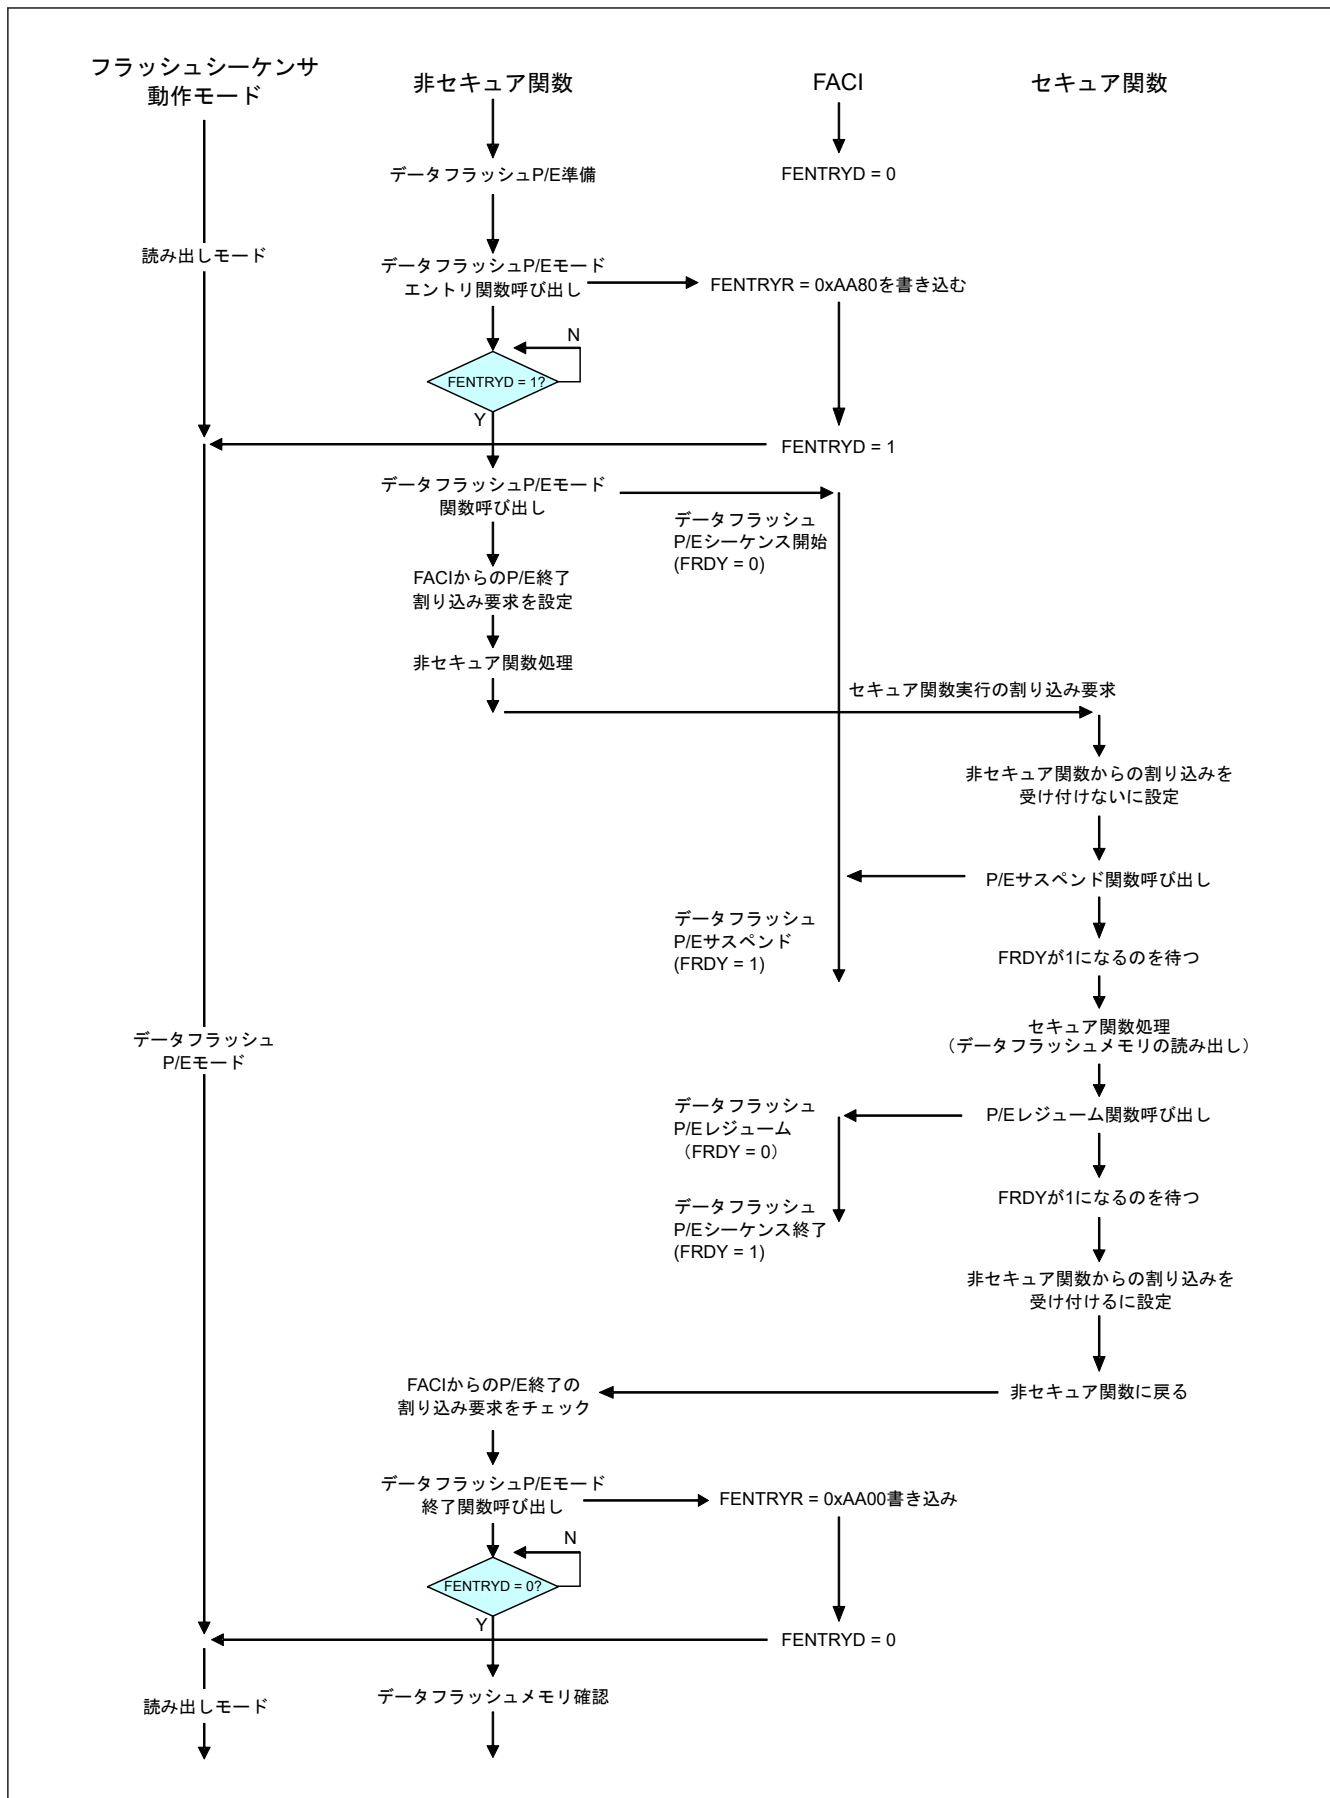 フラッシュシーケンサ
動作モード
非セキュア関数
FACI
セキュア関数
データフラッシュP/E準備
FENTRYD = 0
読み出しモード
データフラッシュP/Eモード
エントリ関数呼び出し
FENTRYR = 0xAA80を書き込む
N
FENTRYD = 1?
Y
FENTRYD = 1
データフラッシュP/Eモード
関数呼び出し
データフラッシュ
P/Eシーケンス開始
(FRDY = 0)
FACIからのP/E終了
割り込み要求を設定
非セキュア関数処理
セキュア関数実行の割り込み要求
非セキュア関数からの割り込みを
受け付けないに設定
P/Eサスペンド関数呼び出し
データフラッシュ
P/Eサスペンド
(FRDY = 1)
FRDYが1になるのを待つ
セキュア関数処理
（データフラッシュメモリの読み出し）
データフラッシュ
P/Eモード
データフラッシュ
P/Eレジューム
（FRDY = 0）
P/Eレジューム関数呼び出し
FRDYが1になるのを待つ
データフラッシュ
P/Eシーケンス終了
(FRDY = 1)
非セキュア関数からの割り込みを
受け付けるに設定
FACIからのP/E終了の
割り込み要求をチェック
非セキュア関数に戻る
データフラッシュP/Eモード
終了関数呼び出し
FENTRYR = 0xAA00書き込み
N
FENTRYD = 0?
Y
FENTRYD = 0
読み出しモード
データフラッシュメモリ確認